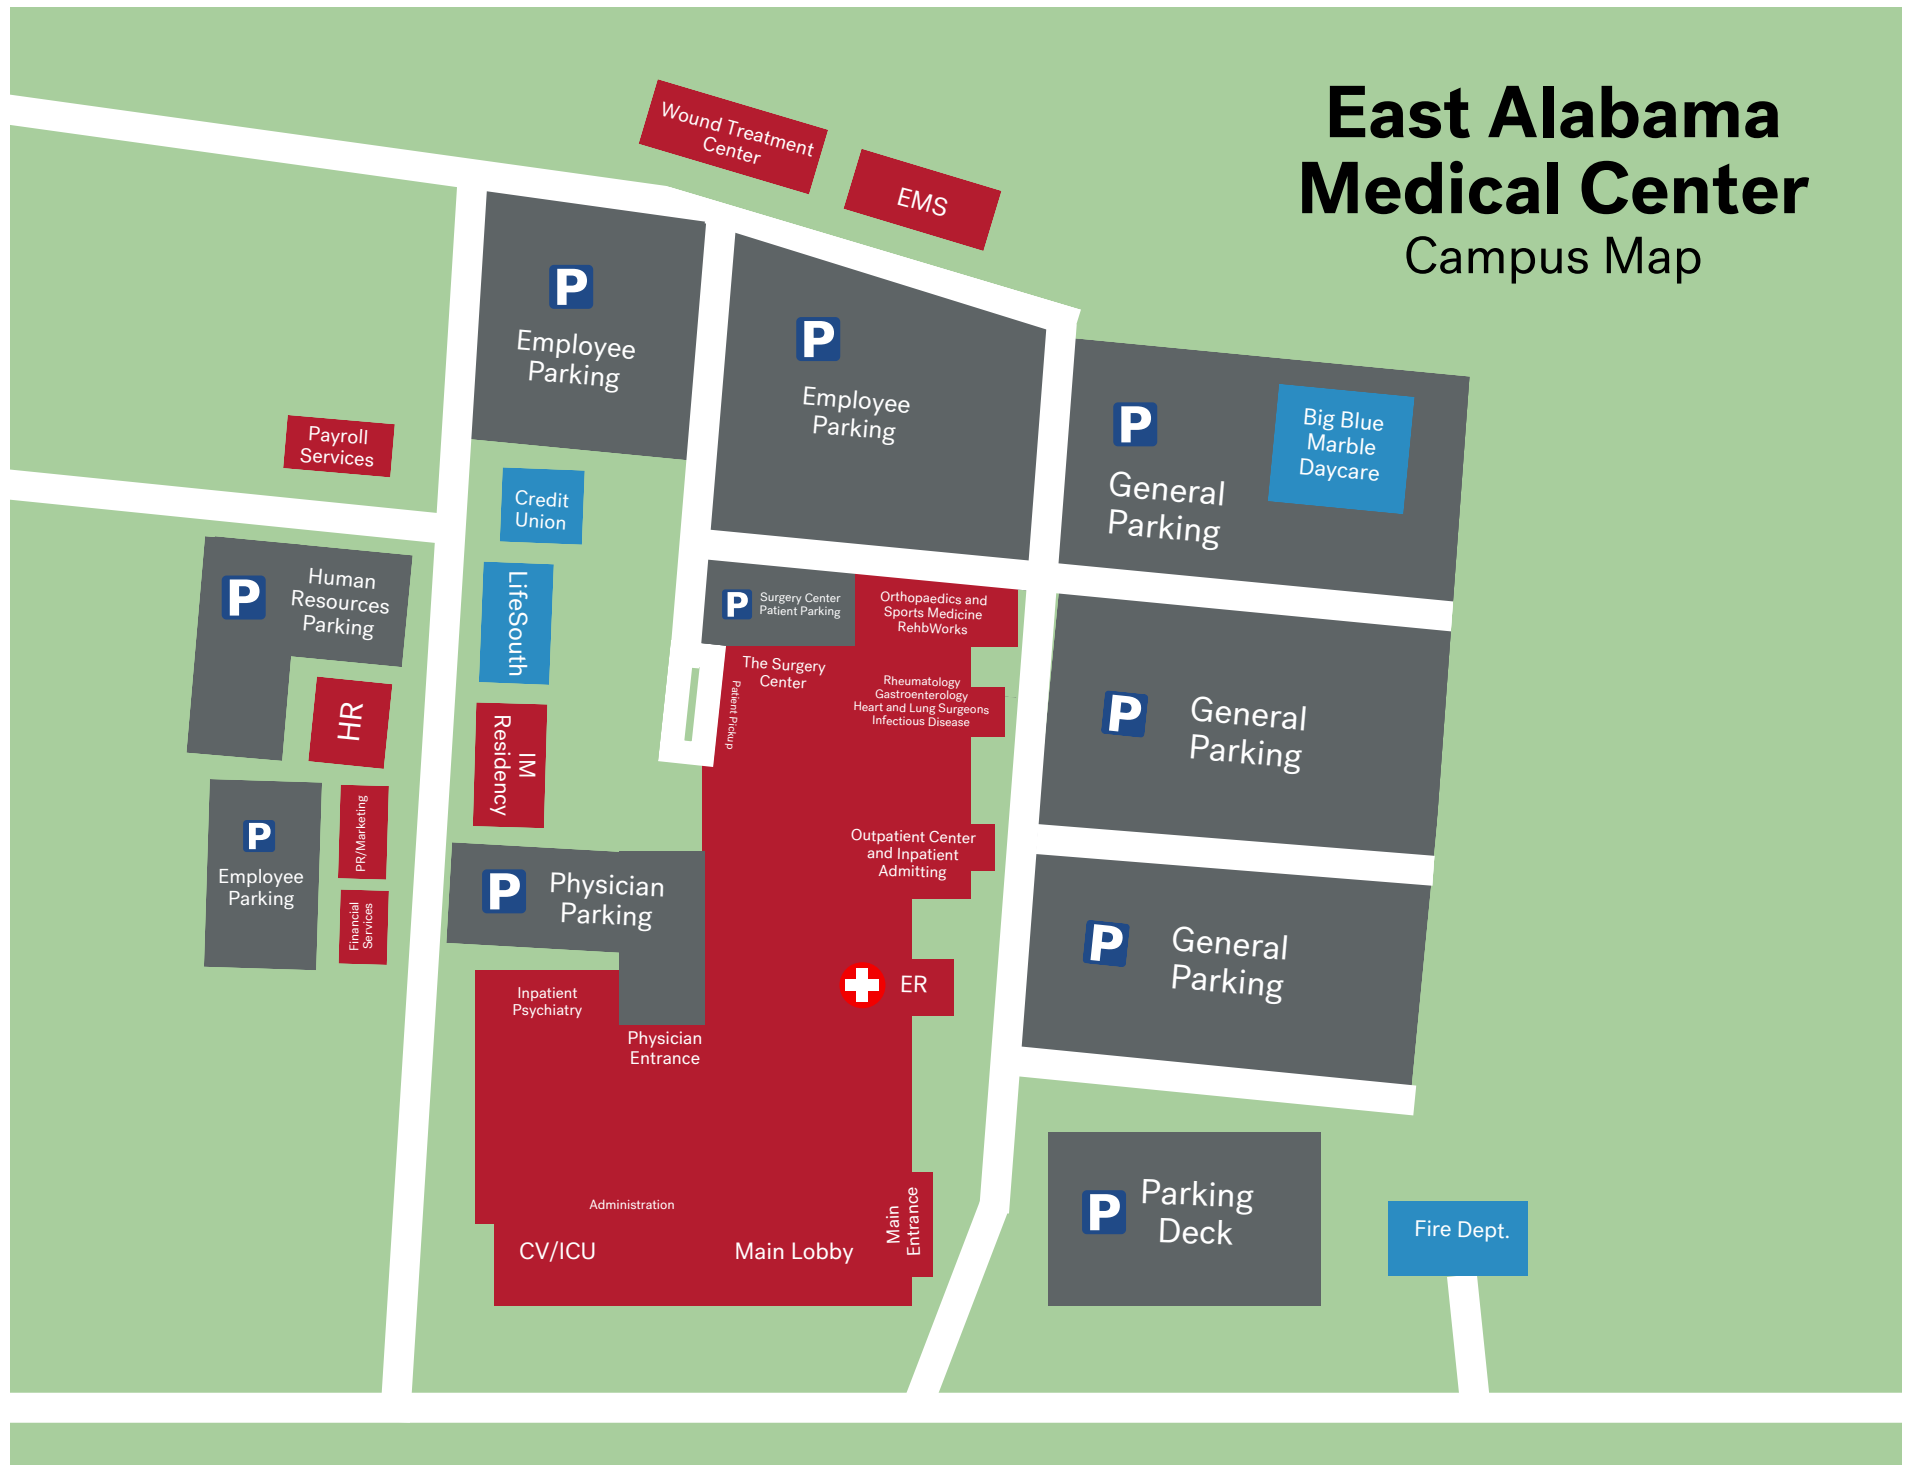 East Alabama
Medical Center
Campus Map
Wound Treatment
Center
EMS
P
Employee
Parking
P
Employee
Parking
P
General
Parking
Big Blue
Marble
Daycare
Payroll
Services
Credit
Union
P
Human
Resources
Parking
LifeSouth
P
Surgery Center
Patient Parking
Orthopaedics and
Sports Medicine
RehbWorks
The Surgery
Center
Patient Pickup
Rheumatology
Gastroenterology
Heart and Lung Surgeons
Infectious Disease
P
General
Parking
HR
IM
Residency
P
Employee
Parking
PR/Marketing
Financial
Services
P
Physician
Parking
Outpatient Center
and Inpatient
Admitting
P
General
Parking
ER
Inpatient
Psychiatry
Physician
Entrance
Administration
CV/ICU
Main Lobby
Main
Entrance
P
Parking
Deck
Fire Dept.